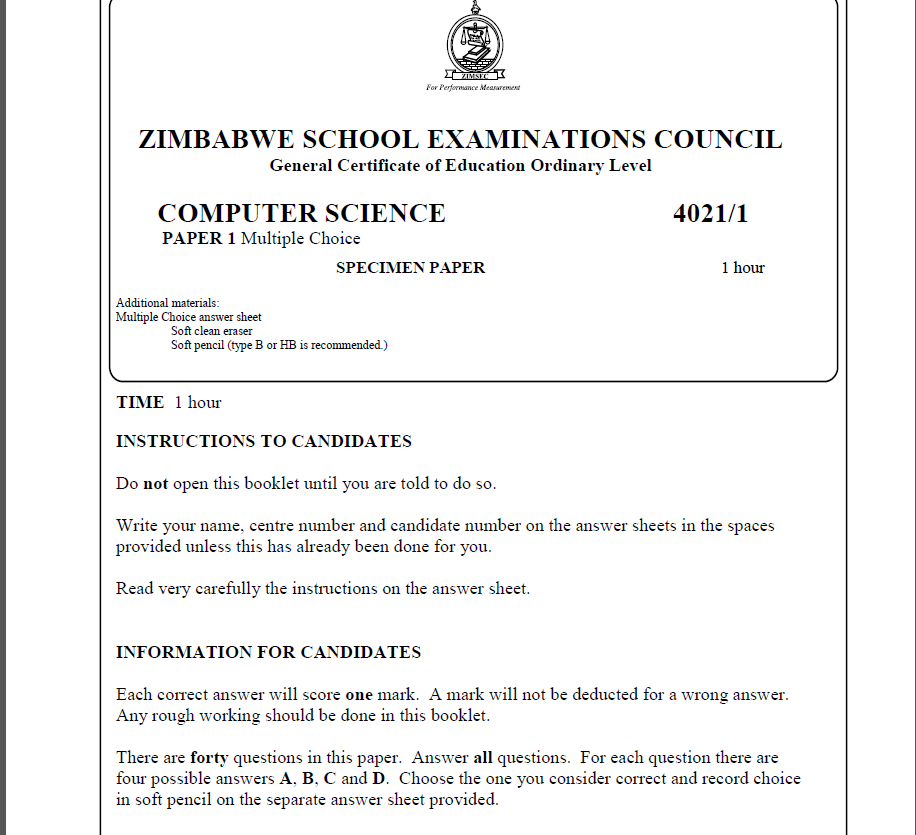 ZIMSEC
For Performance Measurement
ZIMBABWE SCHOOL EXAMINATIONS COUNCIL
General Certificate of Education Ordinary Level
COMPUTER SCIENCE 4021/1
PAPER 1 Multiple Choice
SPECIMEN PAPER 1 hour
Additional materials:
Multiple Choice answer sheet
Soft clean eraser
Soft pencil (type B or HB is recommended.)
TIME 1 hour
INSTRUCTIONS TO CANDIDATES
Do not open this booklet until you are told to do so.
Write your name, centre number and candidate number on the answer sheets in the spaces
provided unless this has already been done for you.
Read very carefully the instructions on the answer sheet.
INFORMATION FOR CANDIDATES
Each correct answer will score one mark. A mark will not be deducted for a wrong answer.
Any rough working should be done in this booklet.
There are forty questions in this paper. Answer all questions. For each question there are
four possible answers A, B, C and D. Choose the one you consider correct and record choice
in soft pencil on the separate answer sheet provided.